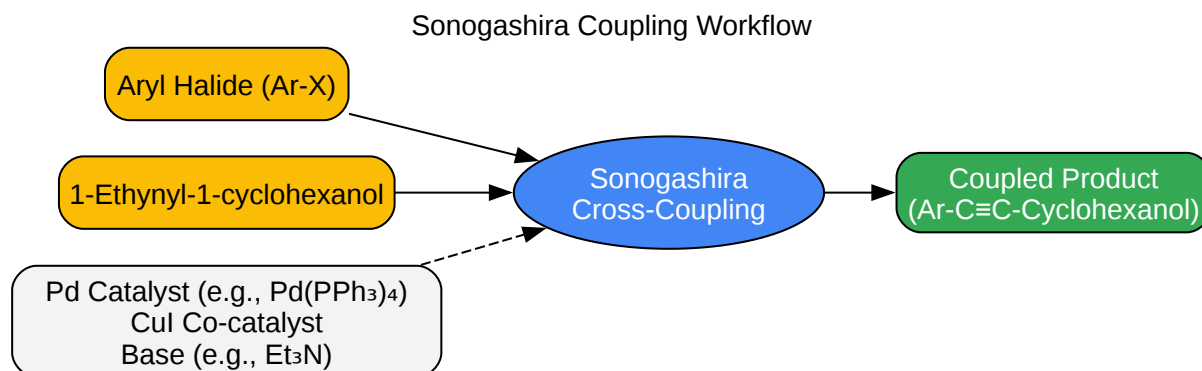 Sonogashira Coupling Workflow
Aryl Halide (Ar-X)
1-Ethynyl-1-cyclohexanol
Pd Catalyst (e.g., Pd(PPh₃)₄)
CuI Co-catalyst
Base (e.g., Et₃N)
Sonogashira
Cross-Coupling
Coupled Product
(Ar-C≡C-Cyclohexanol)